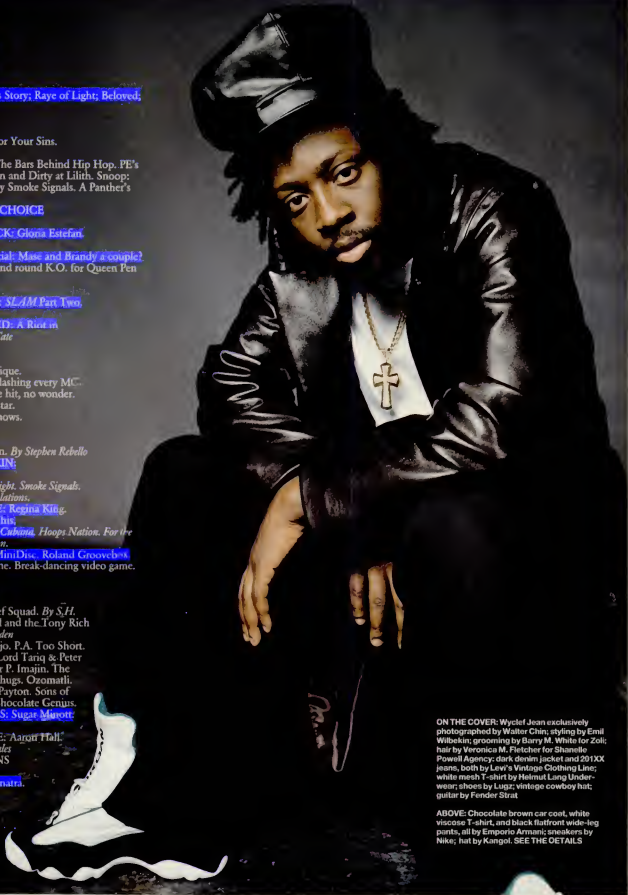 Story; Raye of Light; Beloved;
or Your Sins.
he Bars Behind Hip Hop. PE's
n and Dirty at Lilith. Snoop:
y Smoke Signals. A Panther's
CHOICE
CK: Gloria Estefan.
cial: Mase and Brandy a couple?
nd round K.O. for Queen Pen
: SLAM Part Two.
D: A Riot in
Tate
ique.
lashing every MC
e hit, no wonder.
tar.
nows.
n. By Stephen Rebello
IN:
ight. Smoke Signals.
lations.
E: Regina King.
his.
Cubana. Hoops Nation. For the
n.
MiniDisc. Roland Groovebox
ne. Break-dancing video game.
ef Squad. By S.H.
l and the Tony Rich
den
jo. P.A. Too Short.
Lord Tariq & Peter
r P. Imajin. The
hugs. Ozomatli.
Payton. Sons of
hocolate Genius.
S: Sugar Minott.
E: Aaron Hall.
les
NS
natra.
ON THE COVER: Wyclef Jean exclusively
photographed by Walter Chin; styling by Emil
Wilbekin; grooming by Barry M. White for Zoli;
hair by Veronica M. Fletcher for Shanelle
Powell Agency: dark denim jacket and 201XX
jeans, both by Levi's Vintage Clothing Line;
white mesh T-shirt by Helmut Lang Under-
wear; shoes by Lugz; vintage cowboy hat;
guitar by Fender Strat
ABOVE: Chocolate brown car coat, white
viscose T-shirt, and black flatfront wide-leg
pants, all by Emporio Armani; sneakers by
Nike; hat by Kangol. SEE THE DETAILS